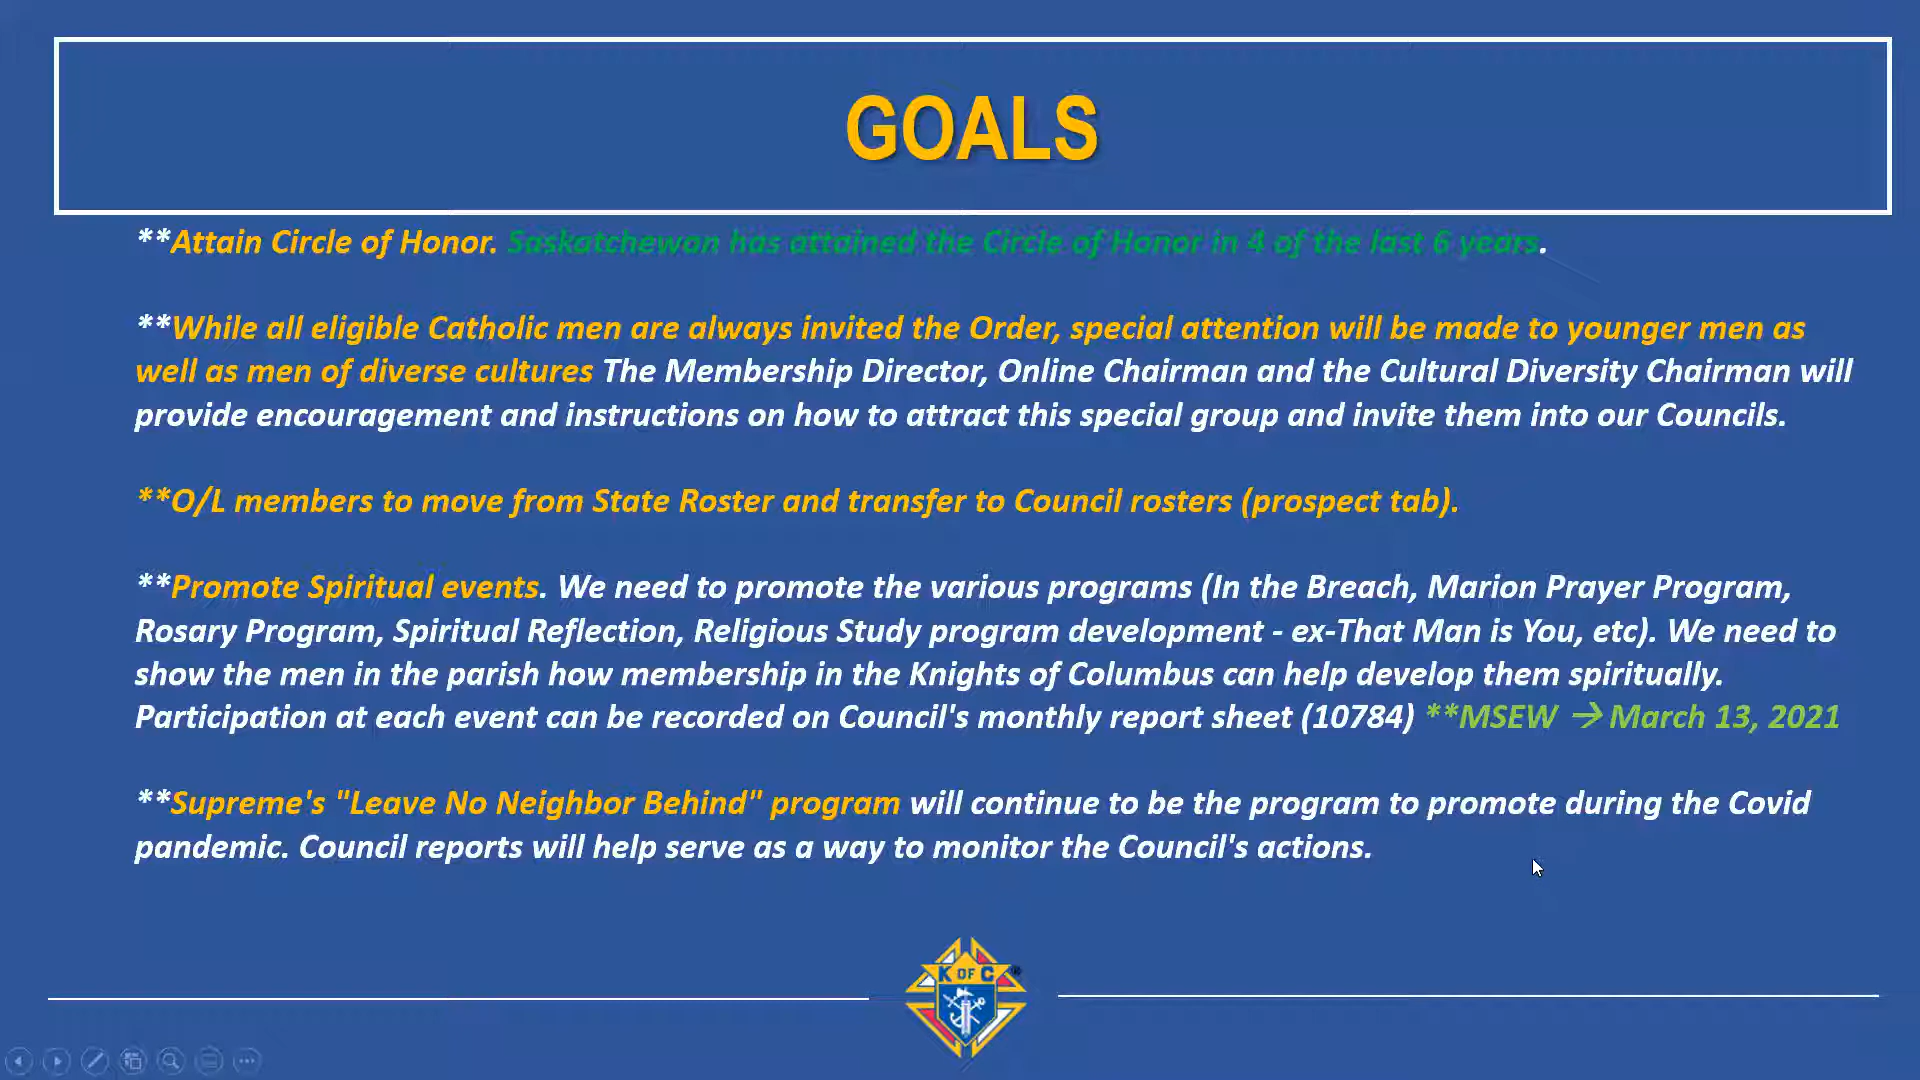 GOALS
**Attain Circle of Honor. Saskatchewan has attained the Circle of Honor in 4 of the last 6 years.
**While all eligible Catholic men are always invited the Order, special attention will be made to younger men as
well as men of diverse cultures The Membership Director, Online Chairman and the Cultural Diversity Chairman will
provide encouragement and instructions on how to attract this special group and invite them into our Councils.
**O/L members to move from State Roster and transfer to Council rosters (prospect tab).
**Promote Spiritual events. We need to promote the various programs (In the Breach, Marion Prayer Program,
Rosary Program, Spiritual Reflection, Religious Study program development - ex-That Man is You, etc). We need to
show the men in the parish how membership in the Knights of Columbus can help develop them spiritually.
Participation at each event can be recorded on Council's monthly report sheet (10784) **MSEW → March 13, 2021
**Supreme's "Leave No Neighbor Behind" program will continue to be the program to promote during the Covid
pandemic. Council reports will help serve as a way to monitor the Council's actions.
K OF C